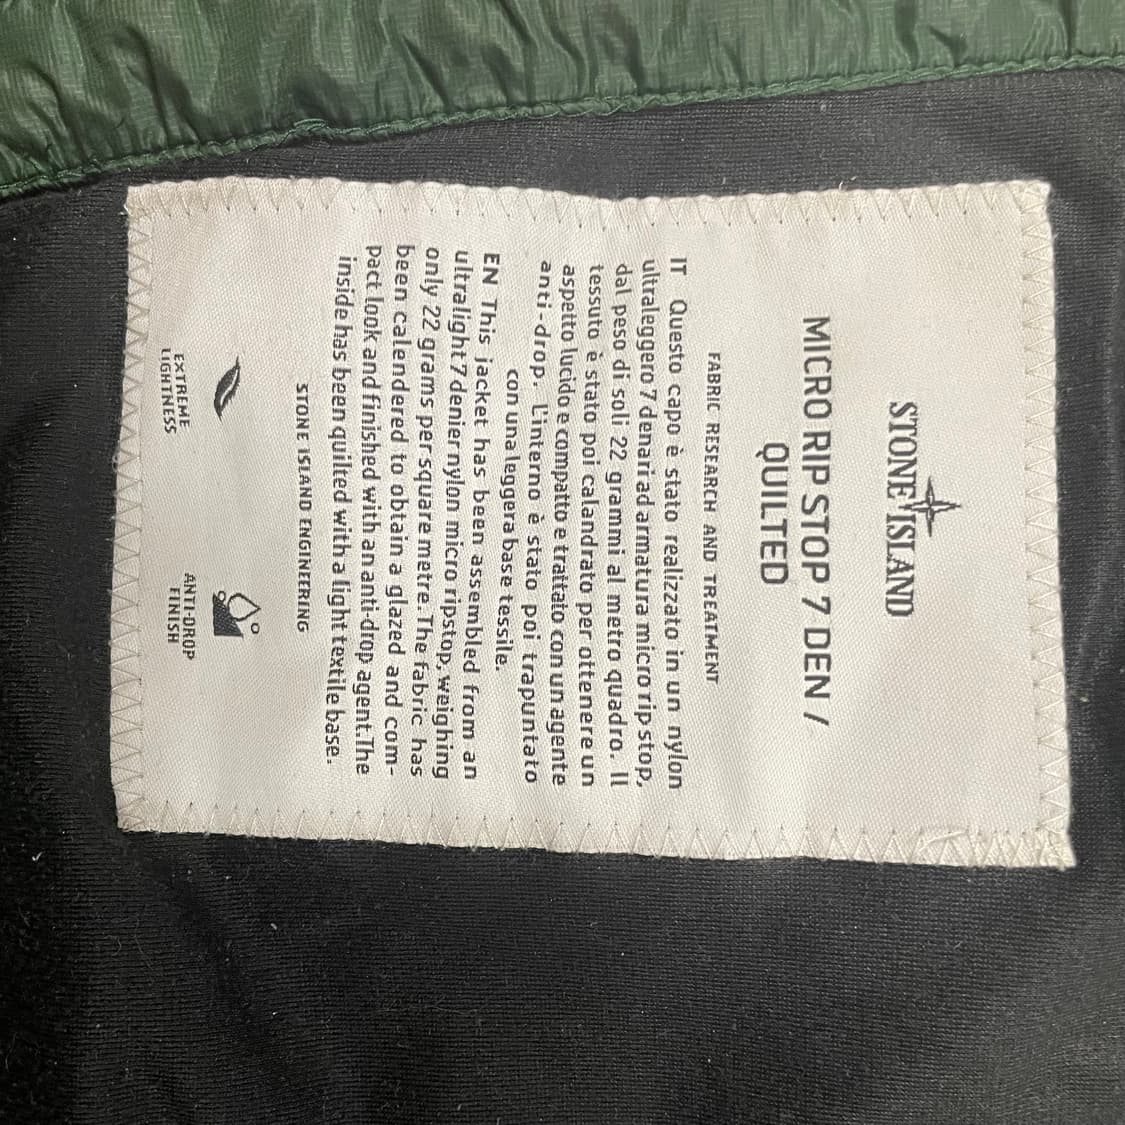 STONE ISLAND
MICRO RIP STOP 7 DEN /
QUILTED
FABRIC RESEARCH AND TREATMENT
IT Questo capo è stato realizzato in un nylon
ultraleggero 7 denari ad armatura micro rip stop,
dal peso di soli 22 grammi al metro quadro. Il
tessuto è stato poi calandrato per ottenere un
aspetto lucido e compatto e trattato con un agente
anti-drop. L'interno è stato poi trapuntato
con una leggera base tessile.
EN This jacket has been assembled from an
ultralight 7 denier nylon micro ripstop, weighing
only 22 grams per square metre. The fabric has
been calendered to obtain a glazed and com-
pact look and finished with an anti-drop agent. The
inside has been quilted with a light textile base.
STONE ISLAND ENGINEERING
EXTREME
LIGHTNESS
ANTI-DROP
FINISH